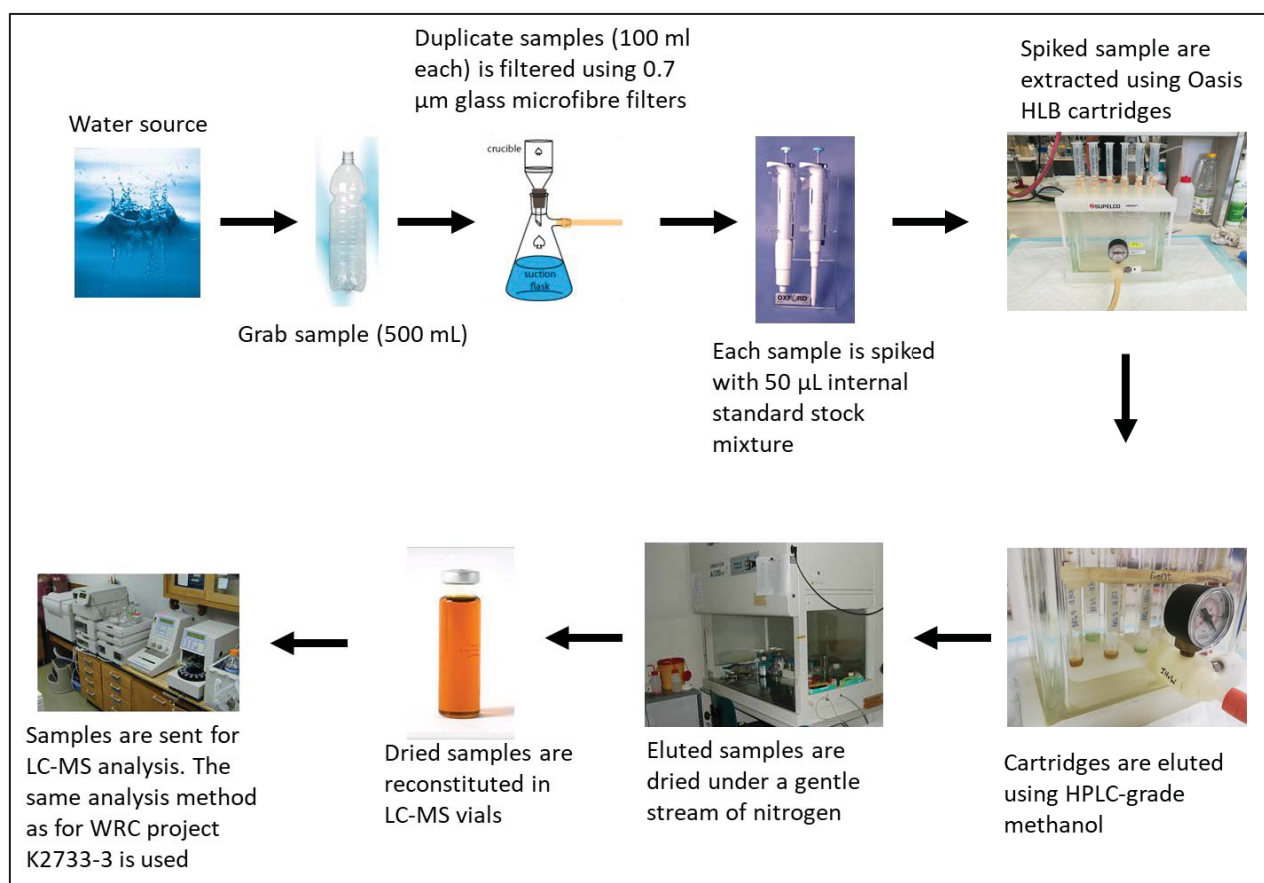 Duplicate samples (100 ml
each) is filtered using 0.7
µm glass microfibre filters
Spiked sample are
extracted using Oasis
HLB cartridges
Water source
crucible
suction
flask
OXFORD
SUPELCO
Grab sample (500 mL)
Each sample is spiked
with 50 µL internal
standard stock
mixture
Samples are sent for
LC-MS analysis. The
same analysis method
as for WRC project
K2733-3 is used
Dried samples are
reconstituted in
LC-MS vials
Eluted samples are
dried under a gentle
stream of nitrogen
Cartridges are eluted
using HPLC-grade
methanol